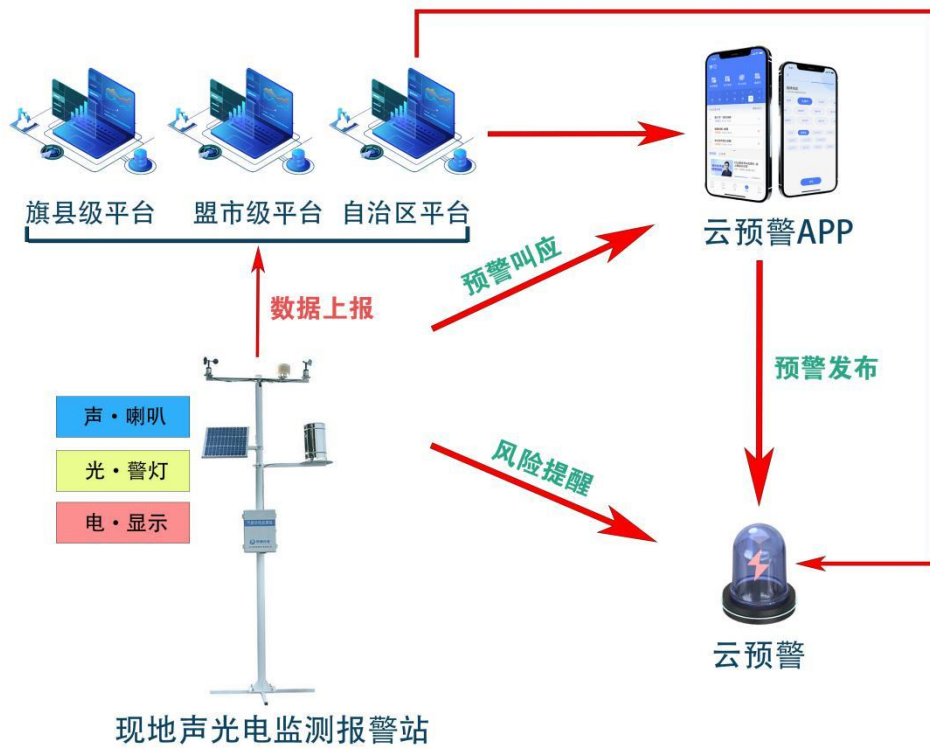 旗县级平台
盟市级平台
自治区平台
云预警APP
数据上报
预警叫应
预警发布
声·喇叭
光·警灯
电·显示
风险提醒
云预警
现地声光电监测报警站